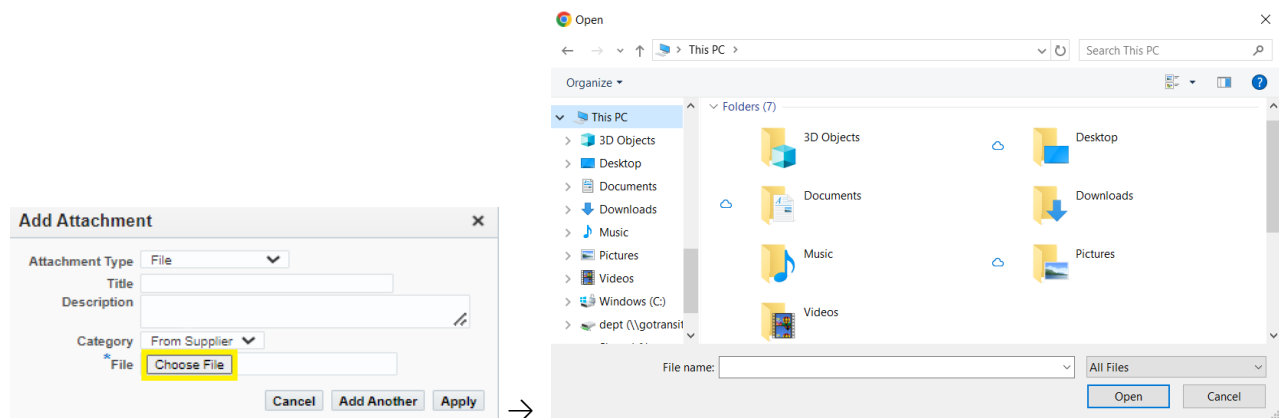 Add Attachment
Attachment Type File
Title
Description
Category From Supplier
*File Choose File
Cancel Add Another Apply
→
Open
This PC
Search This PC
Organize
This PC
3D Objects
Desktop
Documents
Downloads
Music
Pictures
Videos
Windows (C:)
dept (\\gotransit
Folders (7)
3D Objects
Desktop
Documents
Downloads
Music
Pictures
Videos
File name:
All Files
Open Cancel